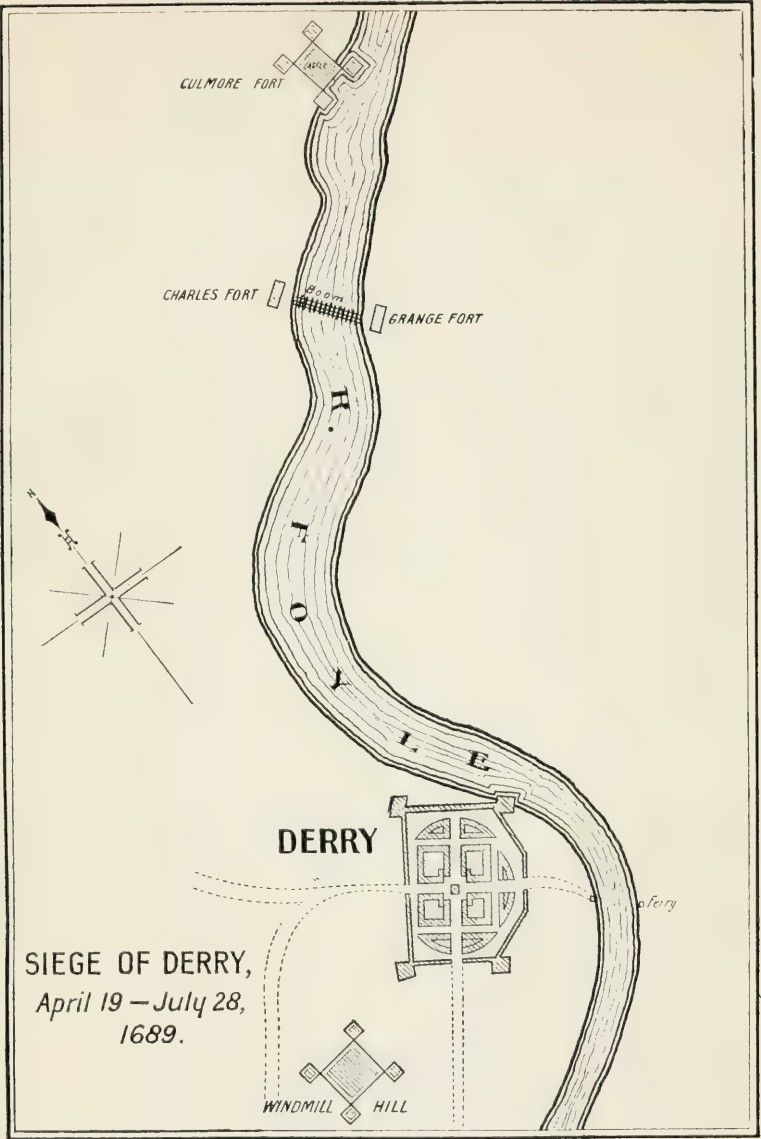 CASTLE
CULMORE FORT
Boom
CHARLES FORT
GRANGE FORT
R. FOYLE
N
DERRY
Ferry
SIEGE OF DERRY,
April 19 — July 28,
1689.
WINDMILL HILL